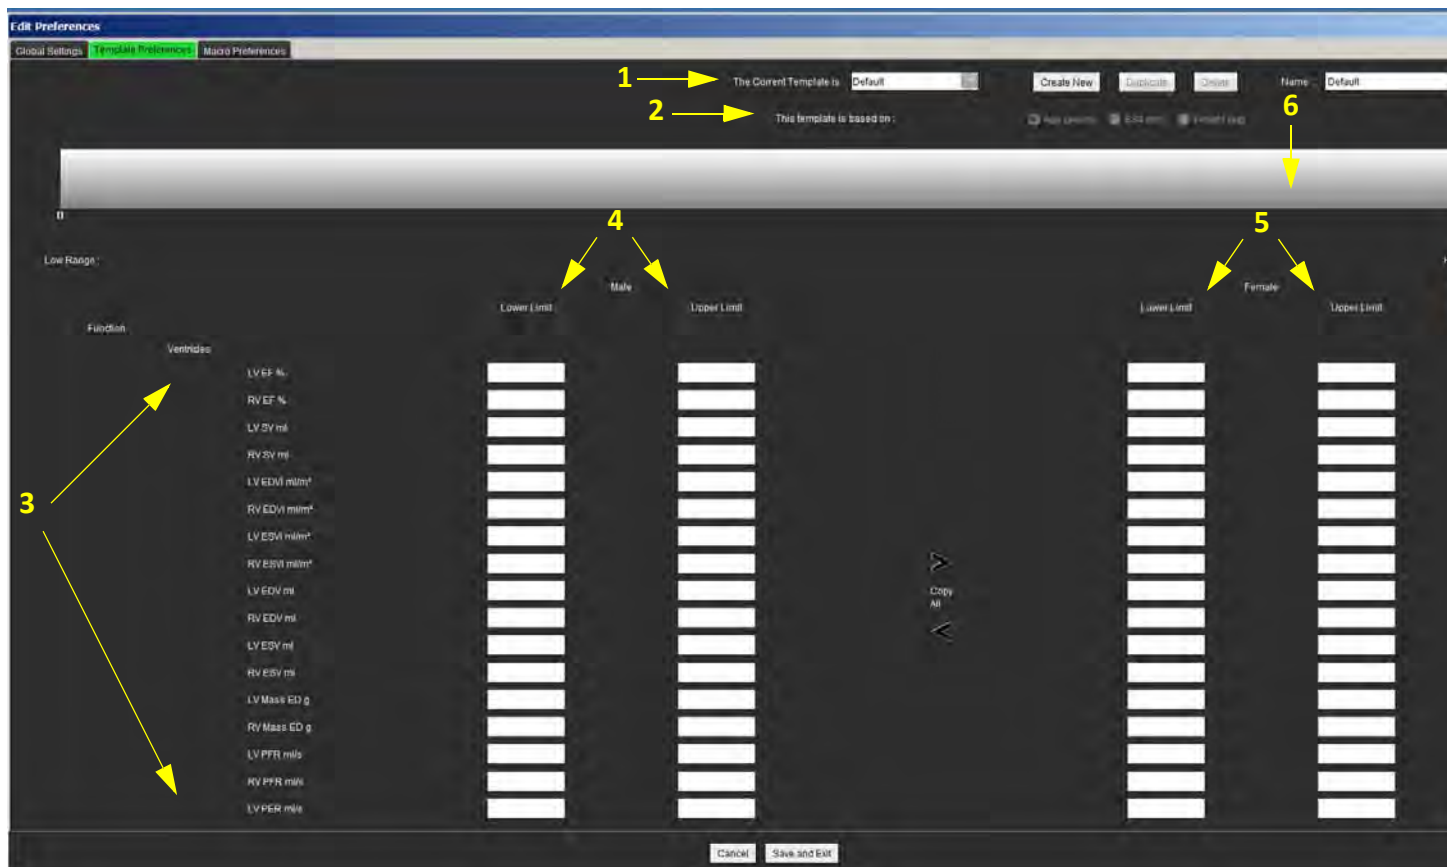 Edit Preferences
Global Settings Template Preferences Macro Preferences
1 The Current Template is Default Create New Duplicate Delete Name : Default
2 This template is based on :
6
0
4 5
Low Range :
Male Female
Lower Limit Upper Limit Lower Limit Upper Limit
Function
Ventricles
LV EF %
RV EF %
LV SV ml
RV SV ml
LV EDVI ml/m²
3
RV EDVI ml/m²
LV ESVI ml/m²
RV ESVI ml/m²
>
LV EDV ml
Copy
All
RV EDV ml
<
LV ESV ml
RV ESV ml
LV Mass ED g
RV Mass ED g
LV PFR ml/s
RV PFR ml/s
LV PER ml/s
Cancel Save and Exit